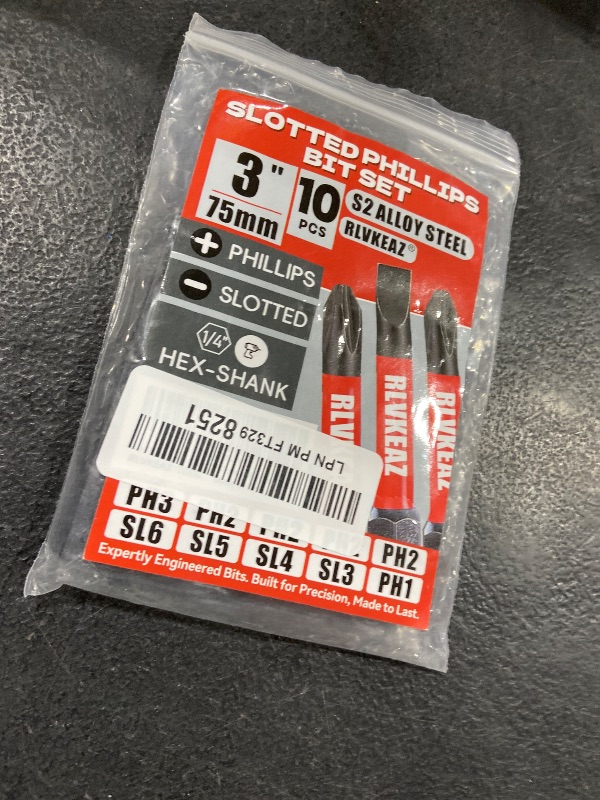 SLOTTED PHILLIPS
BIT SET
3"
75mm
10
PCS
S2 ALLOY STEEL
RLVKEAZ®
PHILLIPS
SLOTTED
1/4"
HEX-SHANK
RLVKEAZ
RLVKEAZ
LPN PM FT329 8251
PH3 PH2 PH2 PH2
SL6 SL5 SL4 SL3 PH1
Expertly Engineered Bits. Built for Precision, Made to Last.